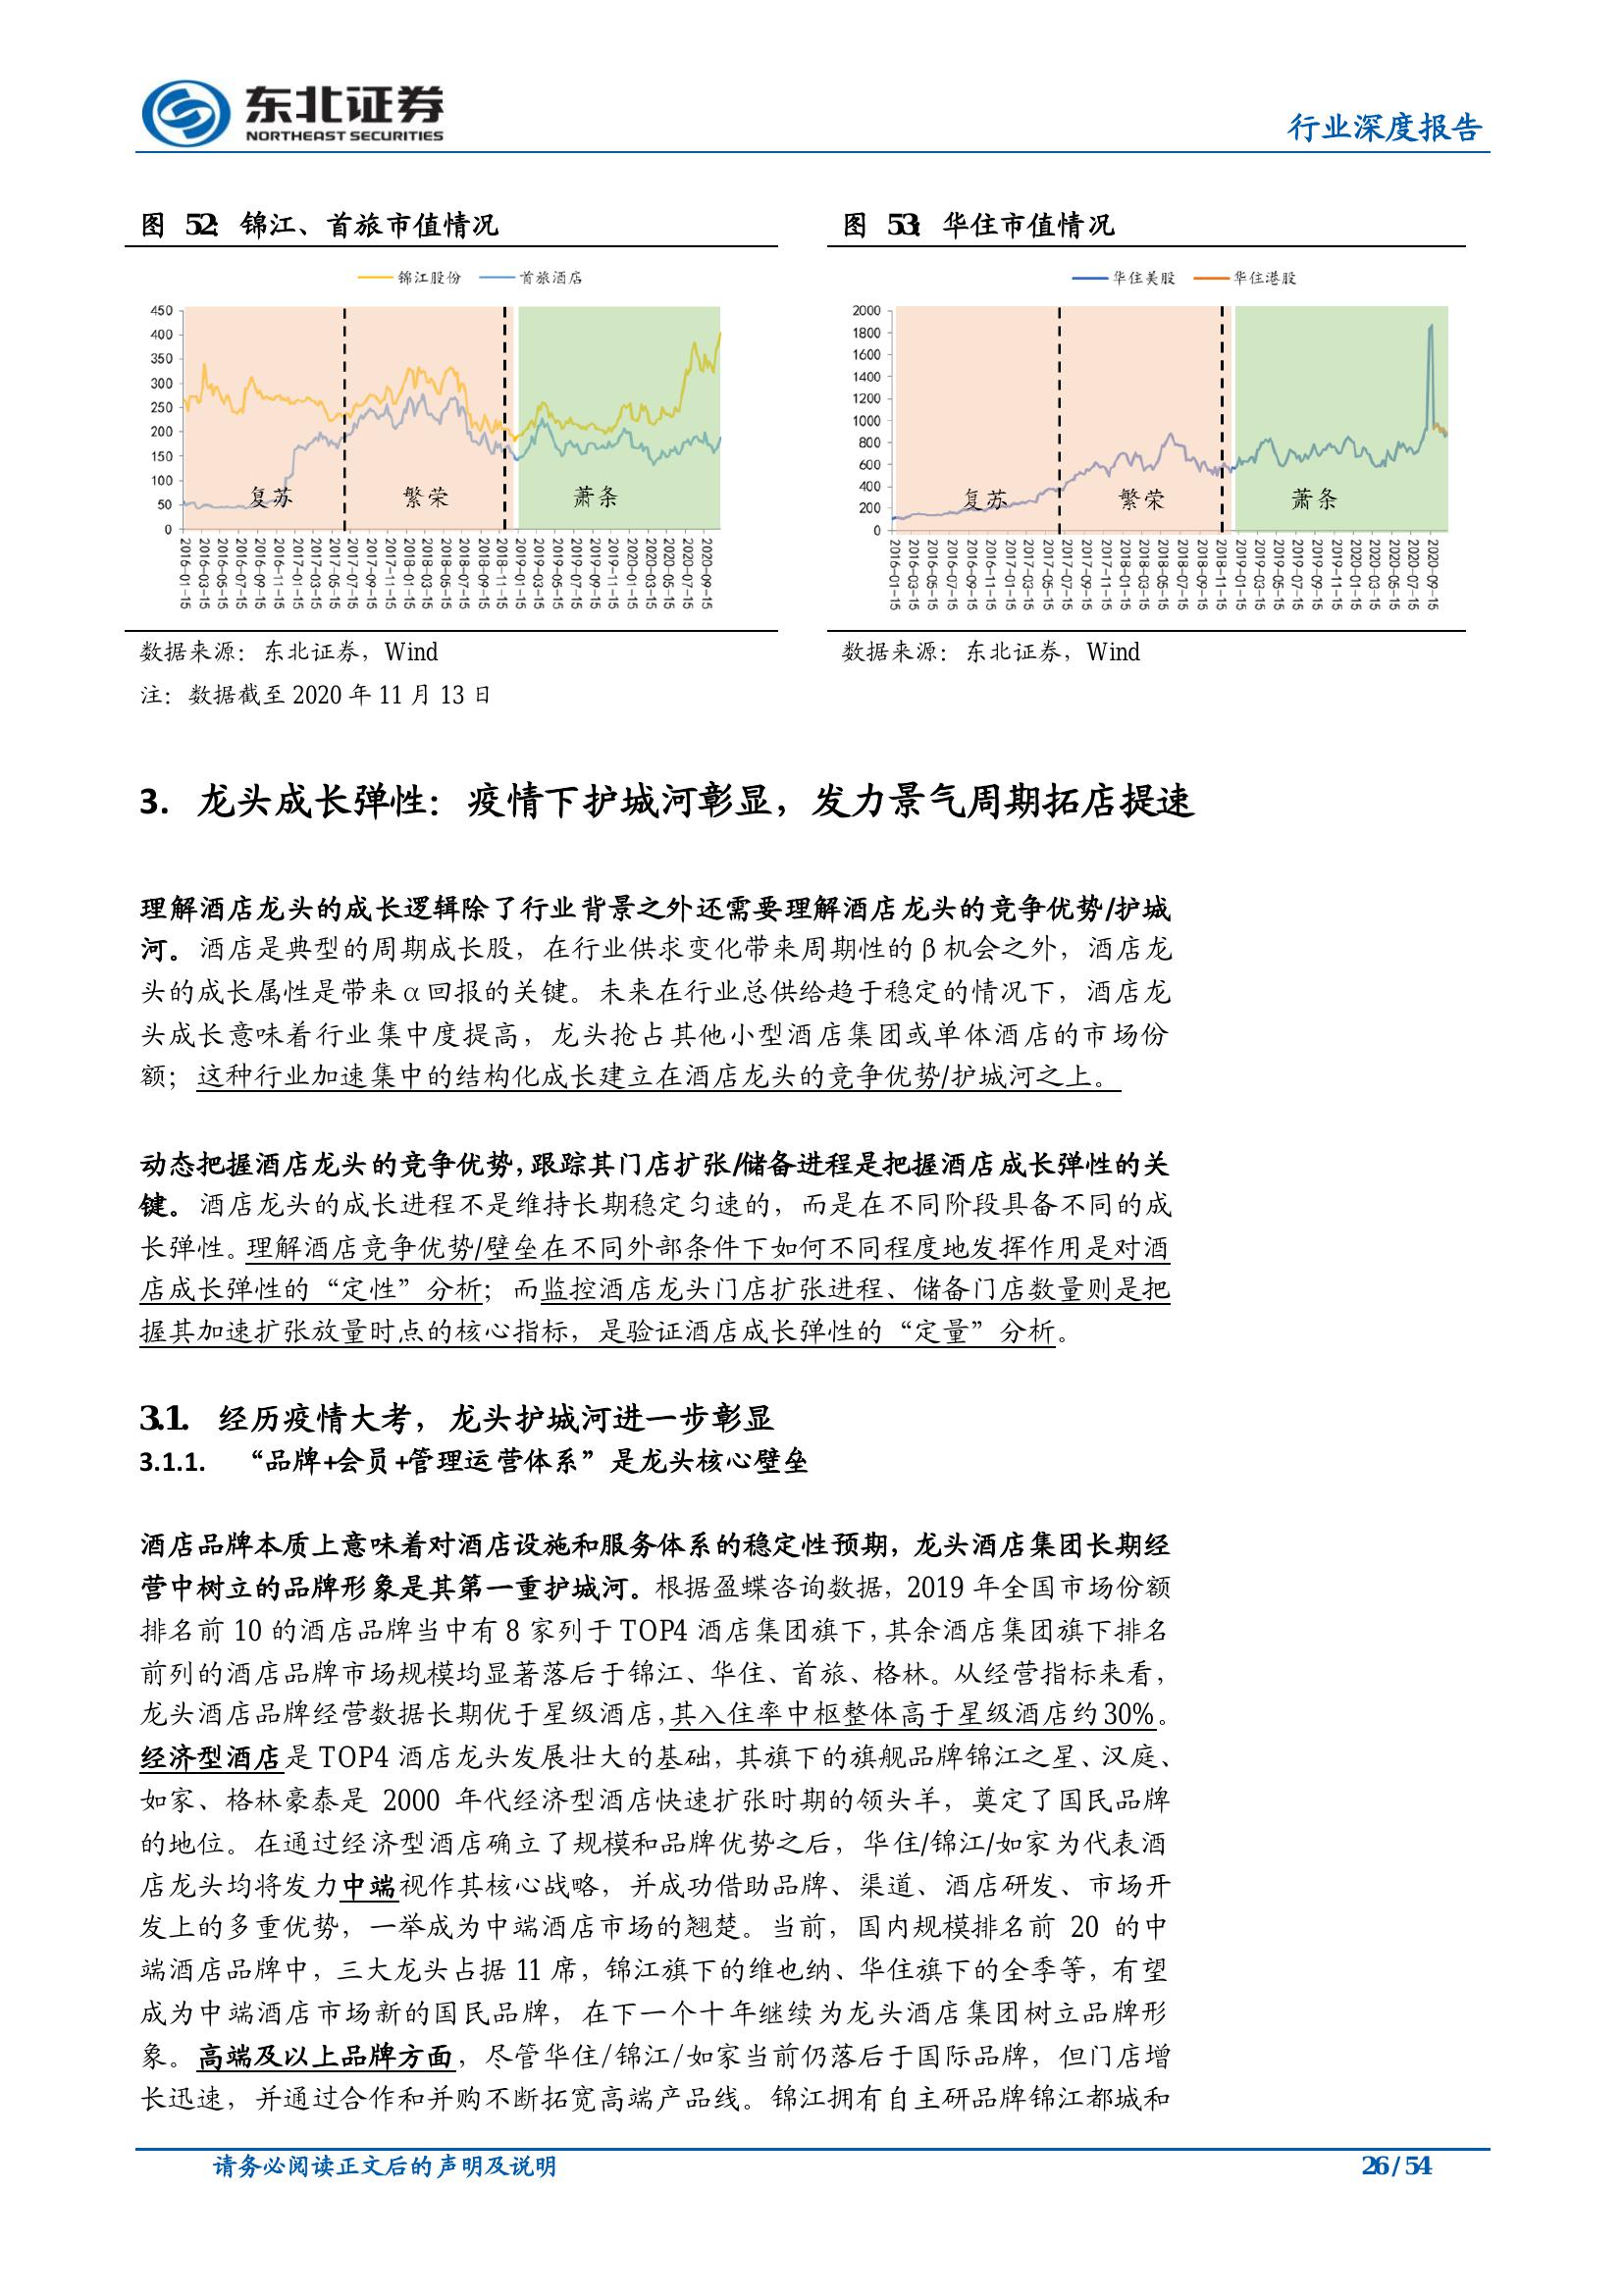 东北证券
NORTHEAST SECURITIES
行业深度报告
图 52：锦江、首旅市值情况
锦江股份 首旅酒店
450
400
350
300
250
200
150
100
50
0
复苏 繁荣 萧条
2016-01-15 2016-03-15 2016-05-15 2016-07-15 2016-09-15 2016-11-15 2017-01-15 2017-03-15 2017-05-15 2017-07-15 2017-09-15 2017-11-15 2018-01-15 2018-03-15 2018-05-15 2018-07-15 2018-09-15 2018-11-15 2019-01-15 2019-03-15 2019-05-15 2019-07-15 2019-09-15 2019-11-15 2020-01-15 2020-03-15 2020-05-15 2020-07-15 2020-09-15
数据来源：东北证券，Wind
注：数据截至 2020 年 11 月 13 日
图 53：华住市值情况
华住美股 华住港股
2000
1800
1600
1400
1200
1000
800
600
400
200
0
复苏 繁荣 萧条
2016-01-15 2016-03-15 2016-05-15 2016-07-15 2016-09-15 2016-11-15 2017-01-15 2017-03-15 2017-05-15 2017-07-15 2017-09-15 2017-11-15 2018-01-15 2018-03-15 2018-05-15 2018-07-15 2018-09-15 2018-11-15 2019-01-15 2019-03-15 2019-05-15 2019-07-15 2019-09-15 2019-11-15 2020-01-15 2020-03-15 2020-05-15 2020-07-15 2020-09-15
数据来源：东北证券，Wind
3. 龙头成长弹性：疫情下护城河彰显，发力景气周期拓店提速
理解酒店龙头的成长逻辑除了行业背景之外还需要理解酒店龙头的竞争优势/护城
河。酒店是典型的周期成长股，在行业供求变化带来周期性的 β 机会之外，酒店龙
头的成长属性是带来 α 回报的关键。未来在行业总供给趋于稳定的情况下，酒店龙
头成长意味着行业集中度提高，龙头抢占其他小型酒店集团或单体酒店的市场份
额；这种行业加速集中的结构化成长建立在酒店龙头的竞争优势/护城河之上。
动态把握酒店龙头的竞争优势，跟踪其门店扩张/储备进程是把握酒店成长弹性的关
键。酒店龙头的成长进程不是维持长期稳定匀速的，而是在不同阶段具备不同的成
长弹性。理解酒店竞争优势/壁垒在不同外部条件下如何不同程度地发挥作用是对酒
店成长弹性的“定性”分析；而监控酒店龙头门店扩张进程、储备门店数量则是把
握其加速扩张放量时点的核心指标，是验证酒店成长弹性的“定量”分析。
3.1. 经历疫情大考，龙头护城河进一步彰显
3.1.1. “品牌+会员+管理运营体系”是龙头核心壁垒
酒店品牌本质上意味着对酒店设施和服务体系的稳定性预期，龙头酒店集团长期经
营中树立的品牌形象是其第一重护城河。根据盈蝶咨询数据，2019 年全国市场份额
排名前 10 的酒店品牌当中有 8 家列于 TOP4 酒店集团旗下，其余酒店集团旗下排名
前列的酒店品牌市场规模均显著落后于锦江、华住、首旅、格林。从经营指标来看，
龙头酒店品牌经营数据长期优于星级酒店，其入住率中枢整体高于星级酒店约 30%。
经济型酒店是 TOP4 酒店龙头发展壮大的基础，其旗下的旗舰品牌锦江之星、汉庭、
如家、格林豪泰是 2000 年代经济型酒店快速扩张时期的领头羊，奠定了国民品牌
的地位。在通过经济型酒店确立了规模和品牌优势之后，华住/锦江/如家为代表酒
店龙头均将发力中端视作其核心战略，并成功借助品牌、渠道、酒店研发、市场开
发上的多重优势，一举成为中端酒店市场的翘楚。当前，国内规模排名前 20 的中
端酒店品牌中，三大龙头占据 11 席，锦江旗下的维也纳、华住旗下的全季等，有望
成为中端酒店市场新的国民品牌，在下一个十年继续为龙头酒店集团树立品牌形
象。高端及以上品牌方面，尽管华住/锦江/如家当前仍落后于国际品牌，但门店增
长迅速，并通过合作和并购不断拓宽高端产品线。锦江拥有自主研品牌锦江都城和
请务必阅读正文后的声明及说明
26 / 54